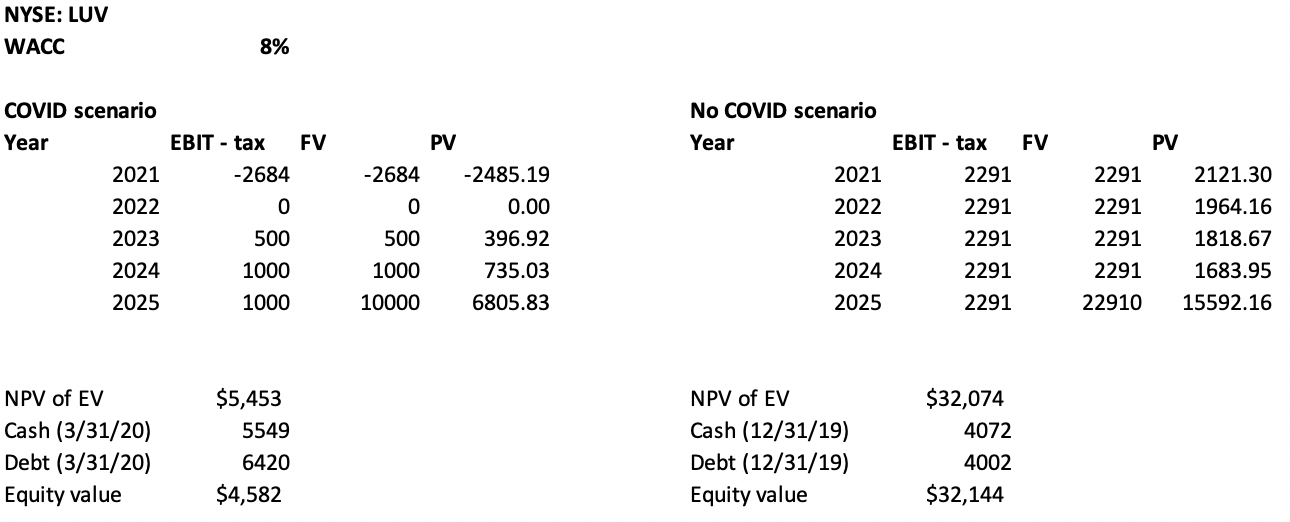 NYSE: LUV
WACC 8%
COVID scenario No COVID scenario
Year EBIT - tax FV PV Year EBIT - tax FV PV
2021 -2684 -2684 -2485.19 2021 2291 2291 2121.30
2022 0 0 0.00 2022 2291 2291 1964.16
2023 500 500 396.92 2023 2291 2291 1818.67
2024 1000 1000 735.03 2024 2291 2291 1683.95
2025 1000 10000 6805.83 2025 2291 22910 15592.16
NPV of EV $5,453 NPV of EV $32,074
Cash (3/31/20) 5549 Cash (12/31/19) 4072
Debt (3/31/20) 6420 Debt (12/31/19) 4002
Equity value $4,582 Equity value $32,144